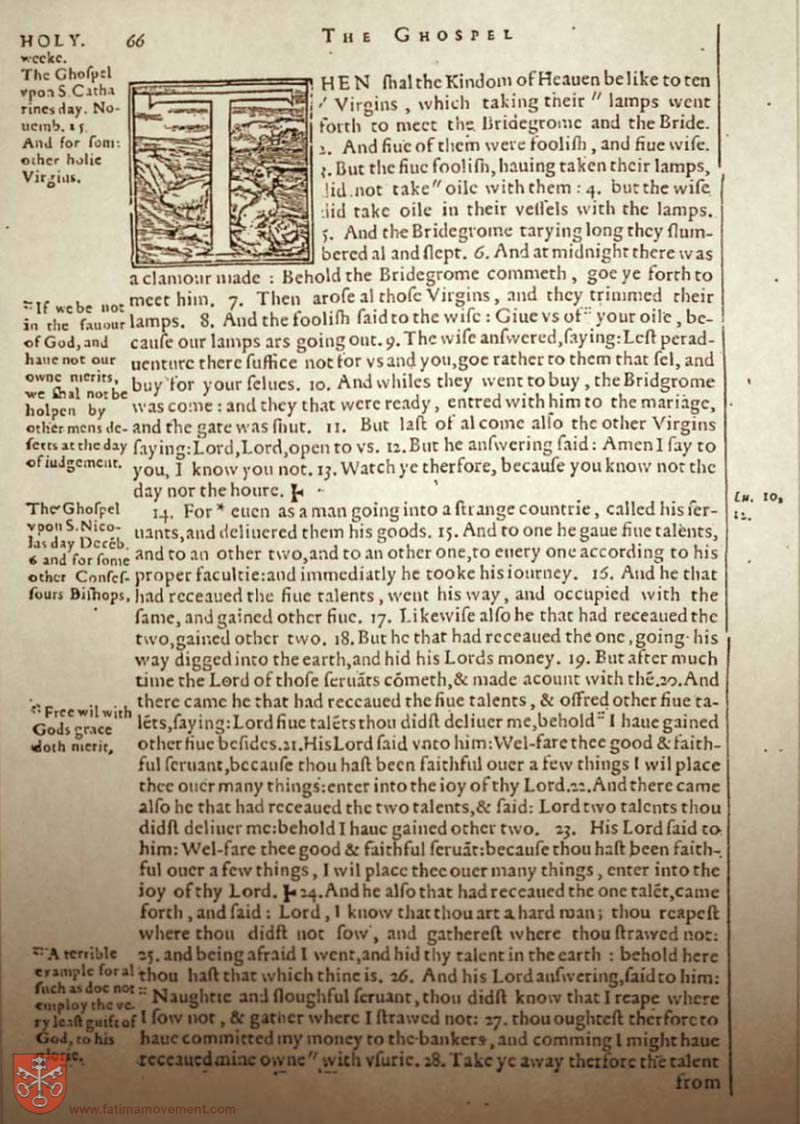 HOLY. 66 THE GHOSPEL
weeke.
The Ghoſpel
vpon S. Catha
rines day. No-
uemb. 15
And for ſom:
other holie
Virgins.
T HEN ſhal the Kindom of Heauen be like to ten
Virgins, which taking their " lamps went
forth to meet the Bridegrome and the Bride.
2. And fiue of them were fooliſh, and fiue wiſe.
3. But the fiue fooliſh, hauing taken their lamps,
did not take " oile with them: 4. but the wiſe
did take oile in their veſſels with the lamps.
5. And the Bridegrome tarying long they ſlum-
bered al and ſlept. 6. And at midnight there was
a clamour made: Behold the Bridegrome commeth, goe ye forth to
meet him. 7. Then aroſe al thoſe Virgins, and they trimmed their
lamps. 8. And the fooliſh ſaid to the wiſe: Giue vs of :: your oile, be-
cauſe our lamps ars going out. 9. The wiſe anſwered, ſaying: Leſt perad-
uenture there ſuffice not for vs and you, goe rather to them that ſel, and
buy for your ſelues. 10. And whiles they went to buy, the Bridgrome
was come: and they that were ready, entred with him to the mariage,
and the gate was ſhut. 11. But laſt of al come alſo the other Virgins
ſaying: Lord, Lord, open to vs. 12. But he anſwering ſaid: Amen I ſay to
you, I know you not. 13. Watch ye therfore, becauſe you know not the
day nor the houre.
:: If we be not
in the fauour
of God, and
haue not our
owne merits,
we ſhal not be
holpen by
other mens de-
ſerts at the day
of iudgement.
14. For * euen as a man going into a ſtrange countrie, called his ſer-
uants, and deliuered them his goods. 15. And to one he gaue fiue talents,
and to an other two, and to an other one, to euery one according to his
proper facultie: and immediatly he tooke his iourney. 16. And he that
had receaued the fiue talents, went his way, and occupied with the
ſame, and gained other fiue. 17. Likewiſe alſo he that had receaued the
two, gained other two. 18. But he that had receaued the one, going his
way digged into the earth, and hid his Lords money. 19. But after much
time the Lord of thoſe ſeruãts cómeth, & made acount with thē. 20. And
there came he that had receaued the fiue talents, & offred other fiue ta-
lēts, ſaying: Lord fiue talēts thou didſt deliuer me, behold :: I haue gained
other fiue beſides. 21. His Lord ſaid vnto him: Wel-fare thee good & faith-
ful ſeruant, becauſe thou haſt been faithful ouer a few things I wil place
thee ouer many things: enter into the ioy of thy Lord. 22. And there came
alſo he that had receaued the two talents, & ſaid: Lord two talents thou
didſt deliuer me: behold I haue gained other two. 23. His Lord ſaid to
him: Wel-fare thee good & faithful ſeruãt: becauſe thou haſt been faith-
ful ouer a few things, I wil place thee ouer many things, enter into the
ioy of thy Lord. 24. And he alſo that had receaued the one talēt, came
forth, and ſaid: Lord, I know that thou art a hard man; thou reapeſt
where thou didſt not ſow, and gathereſt where thou ſtrawed not:
25. and being afraid I went, and hid thy talent in the earth: behold here
thou haſt that which thine is. 26. And his Lord anſwering, ſaid to him:
:: Naughtie and ſloughful ſeruant, thou didſt know that I reape where
I ſow not, & gather where I ſtrawed not: 27. thou oughteſt therfore to
haue committed my money to the bankers, and comming I might haue
receaued mine owne " with vſurie. 28. Take ye away therfore the talent
from
The Ghoſpel
vpon S. Nico-
las day Decēb.
6 and for ſome
other Confeſ-
ſours Biſhops,
:: Free wil with
Gods grace
doth merit,
:: A terrible
example for al
ſuch as doe not
employ the ve-
ry leaſt guift of
God, to his
glorie.
Lu. 19,
12.
www.fatimamovement.com